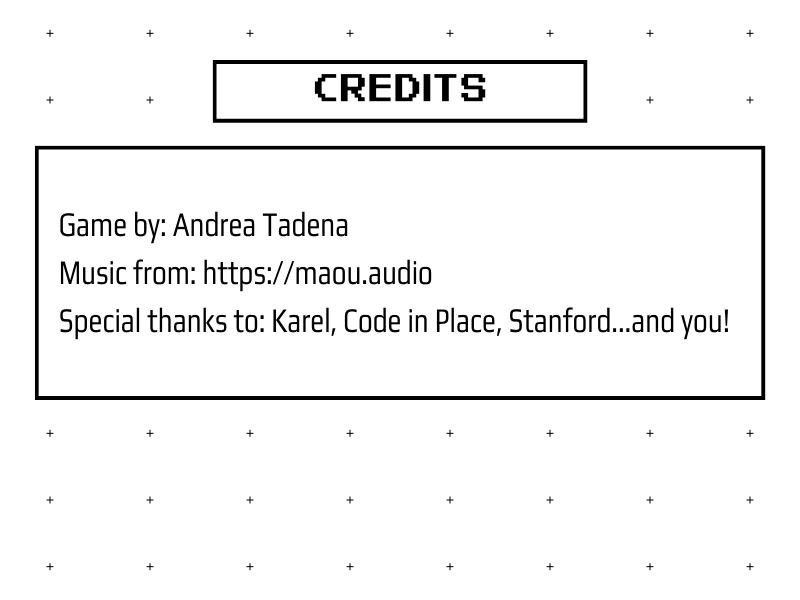 CREDITS
Game by: Andrea Tadena
Music from: https://maou.audio
Special thanks to: Karel, Code in Place, Stanford...and you!